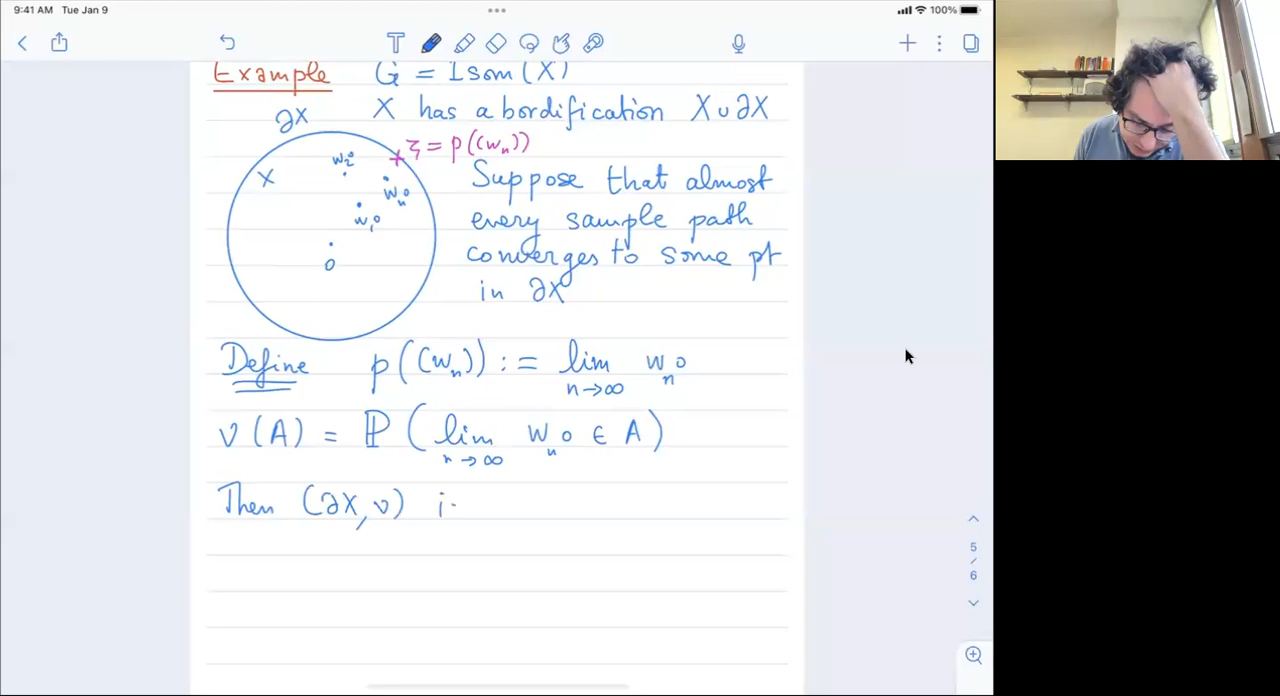 9:41 AM Tue Jan 9
100%
Example G = Isom(X)
∂X X has a bordification X∪∂X
ζ = p((wₙ))
w₂o
X
wₙo
w₁o
o
Suppose that almost
every sample path
converges to some pt
in ∂X
Define p((wₙ)) := lim wₙo
n→∞
ν(A) = ℙ(lim wₙo ∈ A)
n→∞
Then (∂X, ν) i
5
/
6